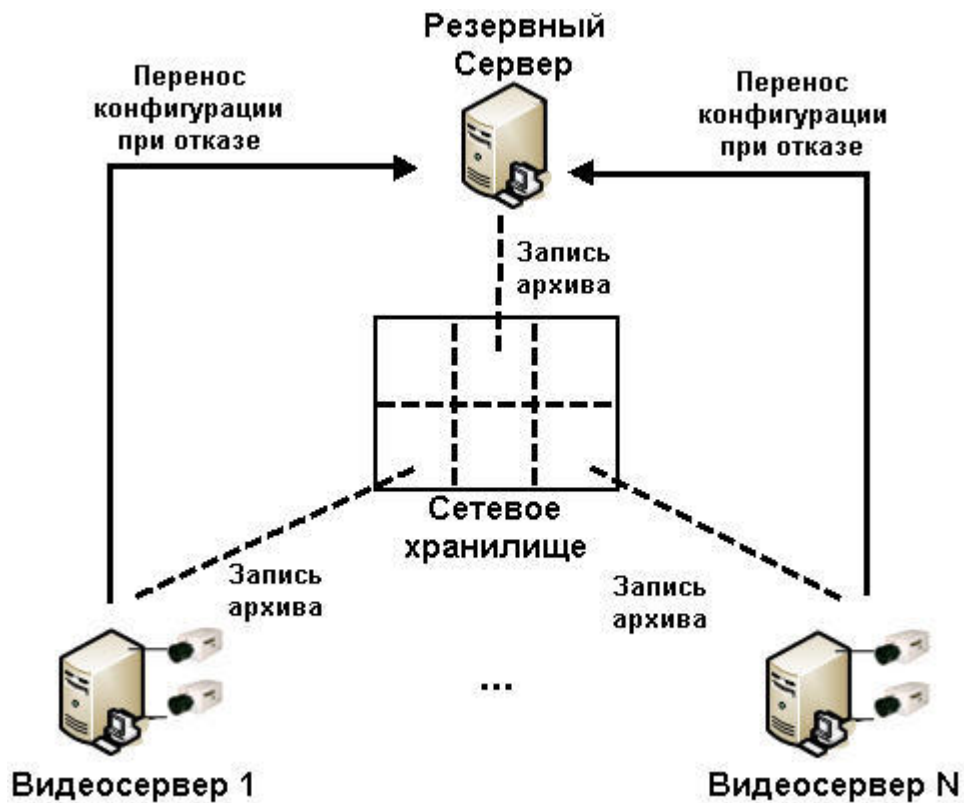 Резервный
Сервер
Перенос
конфигурации
при отказе
Перенос
конфигурации
при отказе
Запись
архива
Сетевое
хранилище
Запись
архива
Запись
архива
...
Видеосервер 1
Видеосервер N